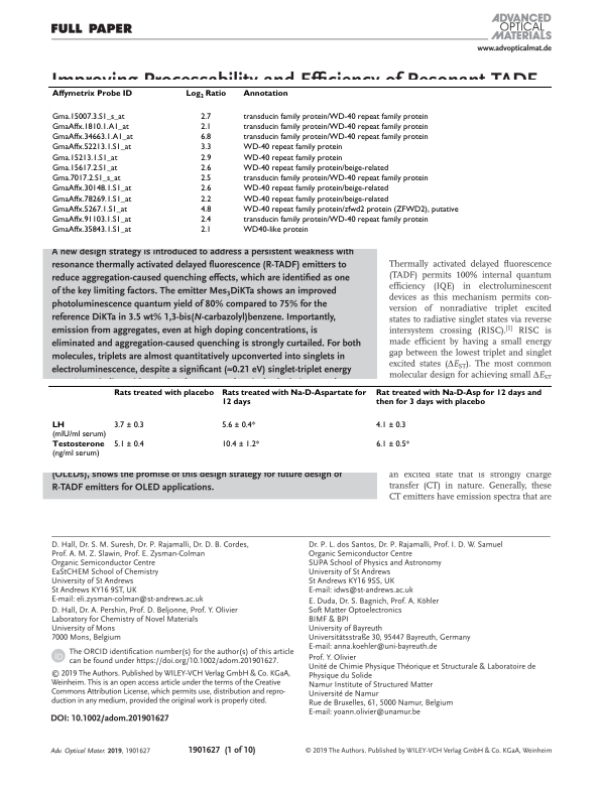 FULL PAPER
ADVANCED
OPTICAL
MATERIALS
www.advopticalmat.de
Improving Processability and Efficiency of Resonant TADF
Affymetrix Probe ID Log2 Ratio Annotation
Gma.15007.3.S1_s_at 2.7 transducin family protein/WD-40 repeat family protein
GmaAffx.1810.1.A1_at 2.1 transducin family protein/WD-40 repeat family protein
GmaAffx.34663.1.A1_at 6.8 transducin family protein/WD-40 repeat family protein
GmaAffx.52213.1.S1_at 3.3 WD-40 repeat family protein
Gma.15213.1.S1_at 2.9 WD-40 repeat family protein
Gma.15617.2.S1_at 2.6 WD-40 repeat family protein/beige-related
Gma.7017.2.S1_s_at 2.5 transducin family protein/WD-40 repeat family protein
GmaAffx.30148.1.S1_at 2.6 WD-40 repeat family protein/beige-related
GmaAffx.78269.1.S1_at 2.2 WD-40 repeat family protein/beige-related
GmaAffx.5267.1.S1_at 4.8 WD-40 repeat family protein/zfwd2 protein (ZFWD2), putative
GmaAffx.91103.1.S1_at 2.4 transducin family protein/WD-40 repeat family protein
GmaAffx.35843.1.S1_at 2.1 WD40-like protein
A new design strategy is introduced to address a persistent weakness with
resonance thermally activated delayed fluorescence (R-TADF) emitters to
reduce aggregation-caused quenching effects, which are identified as one
of the key limiting factors. The emitter Mes3DiKTa shows an improved
photoluminescence quantum yield of 80% compared to 75% for the
reference DiKTa in 3.5 wt% 1,3-bis(N-carbazolyl)benzene. Importantly,
emission from aggregates, even at high doping concentrations, is
eliminated and aggregation-caused quenching is strongly curtailed. For both
molecules, triplets are almost quantitatively upconverted into singlets in
electroluminescence, despite a significant (≈0.21 eV) singlet-triplet energy
Thermally activated delayed fluorescence
(TADF) permits 100% internal quantum
efficiency (IQE) in electroluminescent
devices as this mechanism permits con-
version of nonradiative triplet excited
states to radiative singlet states via reverse
intersystem crossing (RISC).[1] RISC is
made efficient by having a small energy
gap between the lowest triplet and singlet
excited states (ΔEST). The most common
molecular design for achieving small ΔEST
Rats treated with placebo Rats treated with Na-D-Aspartate for Rat treated with Na-D-Asp for 12 days and
12 days then for 3 days with placebo
LH 3.7 ± 0.3 5.6 ± 0.4* 4.1 ± 0.3
(mIU/ml serum)
Testosterone 5.1 ± 0.4 10.4 ± 1.2* 6.1 ± 0.5*
(ng/ml serum)
(OLEDs), shows the promise of this design strategy for future design of
R-TADF emitters for OLED applications.
an excited state that is strongly charge
transfer (CT) in nature. Generally, these
CT emitters have emission spectra that are
D. Hall, Dr. S. M. Suresh, Dr. P. Rajamalli, Dr. D. B. Cordes,
Prof. A. M. Z. Slawin, Prof. E. Zysman-Colman
Organic Semiconductor Centre
EaStCHEM School of Chemistry
University of St Andrews
St Andrews KY16 9ST, UK
E-mail: eli.zysman-colman@st-andrews.ac.uk
D. Hall, Dr. A. Pershin, Prof. D. Beljonne, Prof. Y. Olivier
Laboratory for Chemistry of Novel Materials
University of Mons
7000 Mons, Belgium
The ORCID identification number(s) for the author(s) of this article
can be found under https://doi.org/10.1002/adom.201901627.
© 2019 The Authors. Published by WILEY-VCH Verlag GmbH & Co. KGaA,
Weinheim. This is an open access article under the terms of the Creative
Commons Attribution License, which permits use, distribution and repro-
duction in any medium, provided the original work is properly cited.
DOI: 10.1002/adom.201901627
Dr. P. L. dos Santos, Dr. P. Rajamalli, Prof. I. D. W. Samuel
Organic Semiconductor Centre
SUPA School of Physics and Astronomy
University of St Andrews
St Andrews KY16 9SS, UK
E-mail: idws@st-andrews.ac.uk
E. Duda, Dr. S. Bagnich, Prof. A. Köhler
Soft Matter Optoelectronics
BIMF & BPI
University of Bayreuth
Universitätsstraße 30, 95447 Bayreuth, Germany
E-mail: anna.koehler@uni-bayreuth.de
Prof. Y. Olivier
Unité de Chimie Physique Théorique et Structurale & Laboratoire de
Physique du Solide
Namur Institute of Structured Matter
Université de Namur
Rue de Bruxelles, 61, 5000 Namur, Belgium
E-mail: yoann.olivier@unamur.be
Adv. Optical Mater. 2019, 1901627 1901627 (1 of 10) © 2019 The Authors. Published by WILEY-VCH Verlag GmbH & Co. KGaA, Weinheim